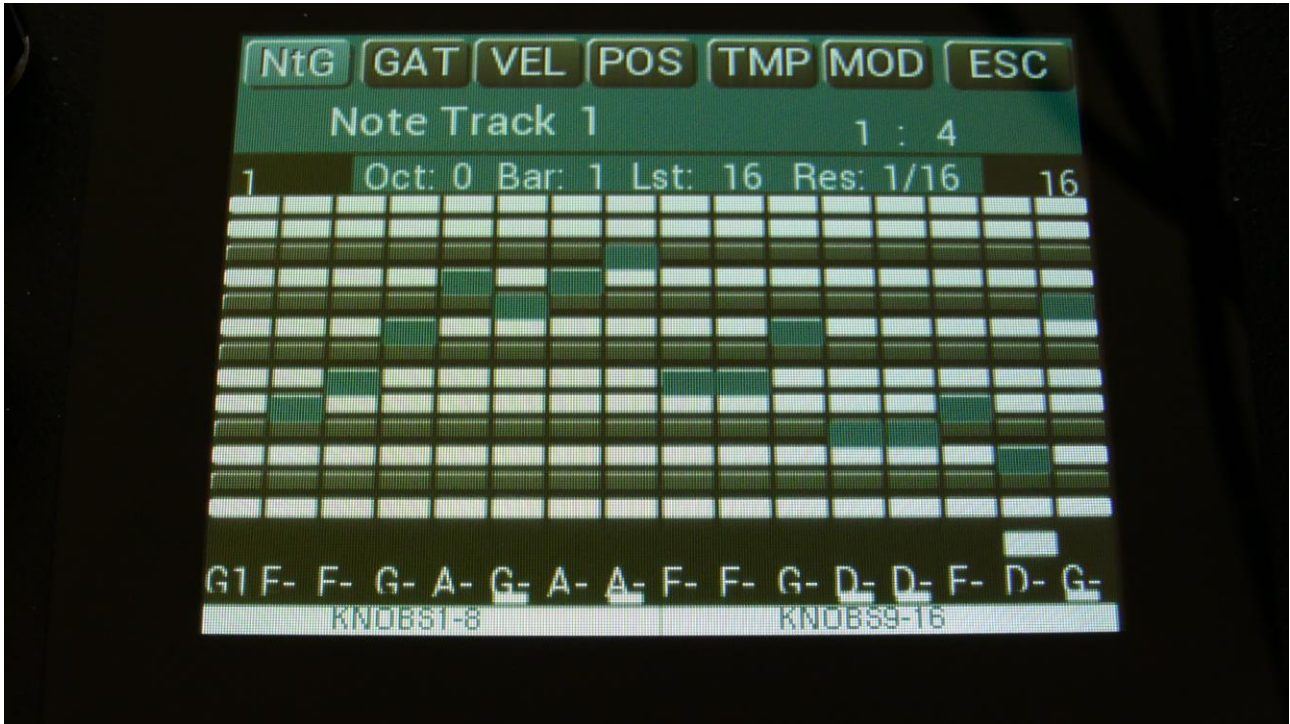 NtG GAT VEL POS TMP MOD ESC
Note Track 1 1 : 4
1 Oct: 0 Bar: 1 Lst: 16 Res: 1/16 16
G1 F- F- G- A- G- A- A- F- F- G- D- D- F- D- G-
KNOBS1-8 KNOBS9-16